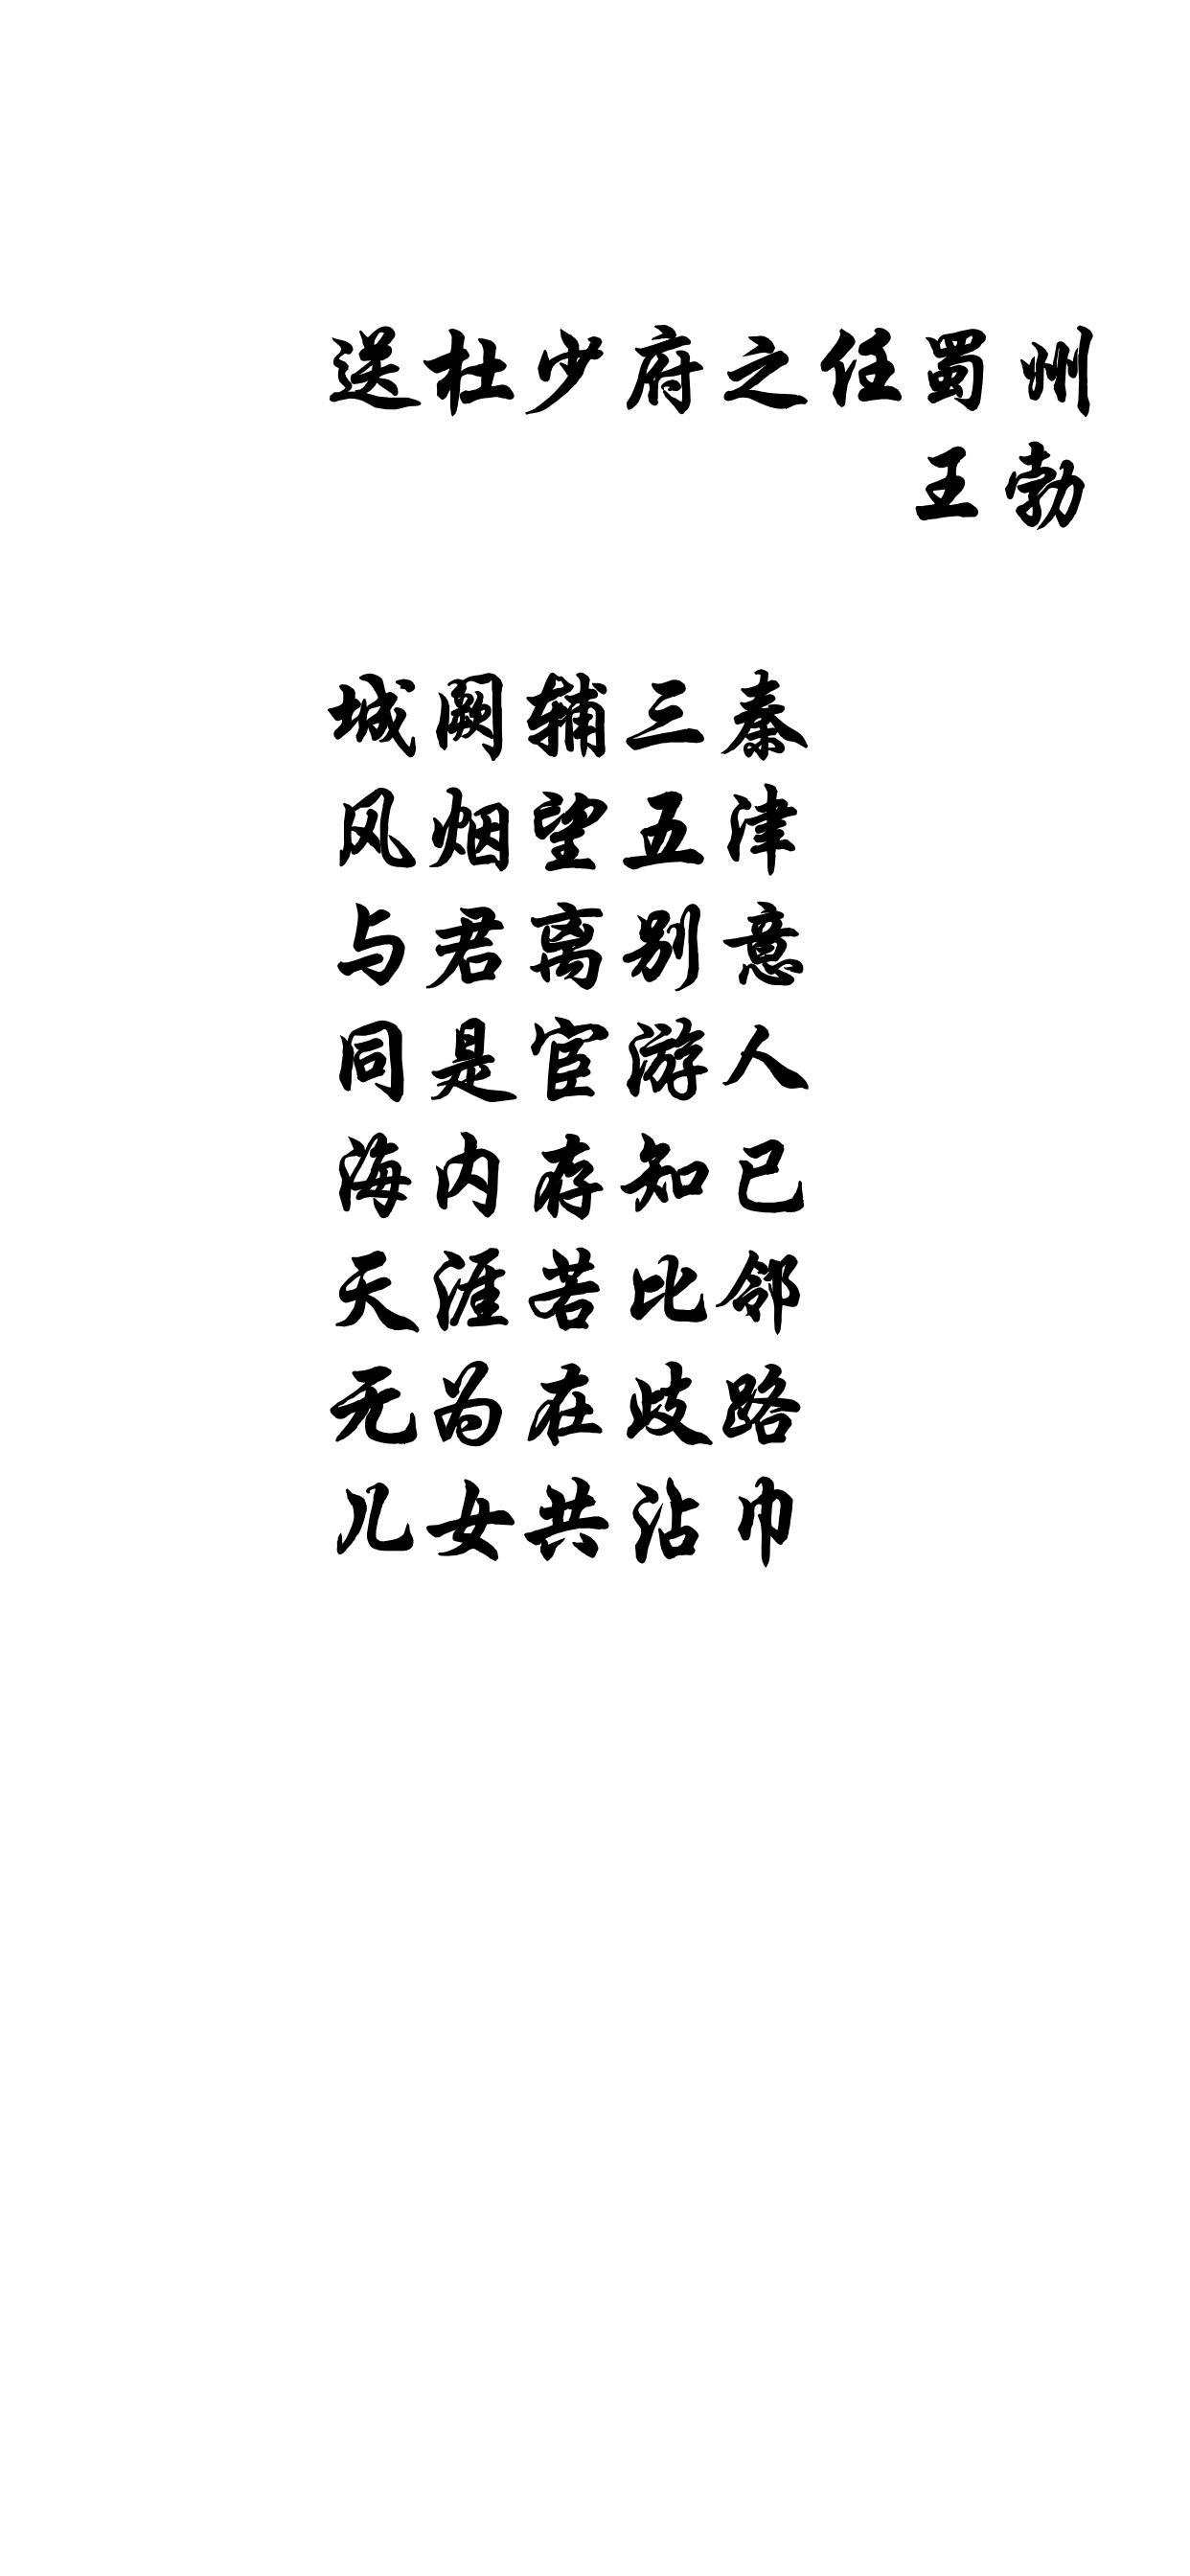 送杜少府之任蜀州
王勃
城阙辅三秦
风烟望五津
与君离别意
同是宦游人
海内存知己
天涯若比邻
无为在歧路
儿女共沾巾